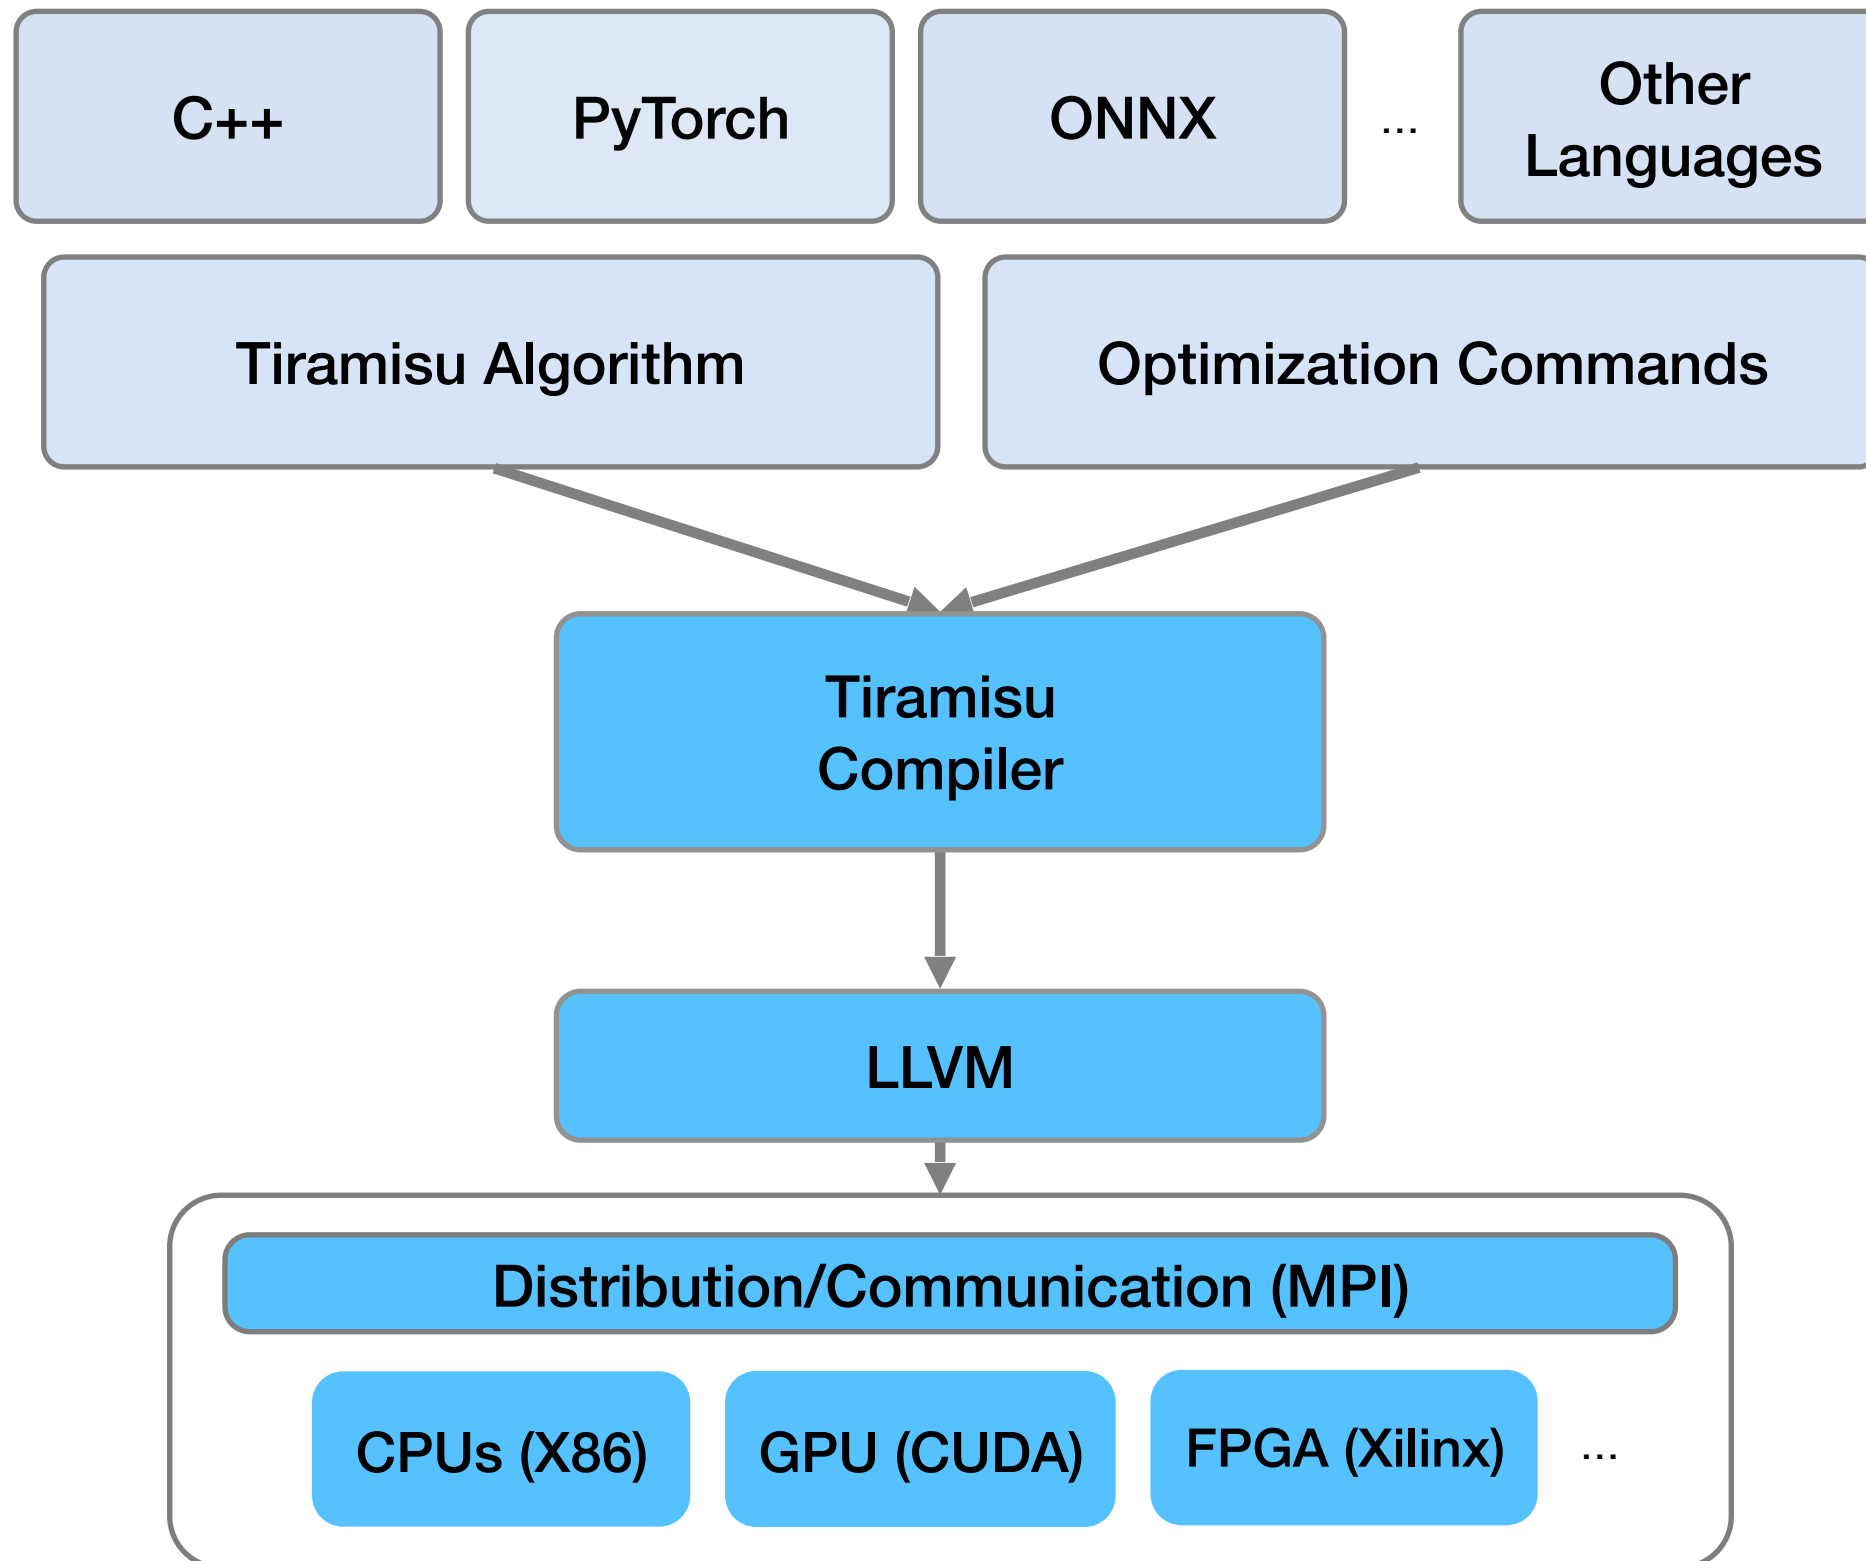 C++
PyTorch
ONNX
...
Other
Languages
Tiramisu Algorithm
Optimization Commands
Tiramisu
Compiler
LLVM
Distribution/Communication (MPI)
CPUs (X86)
GPU (CUDA)
FPGA (Xilinx)
...